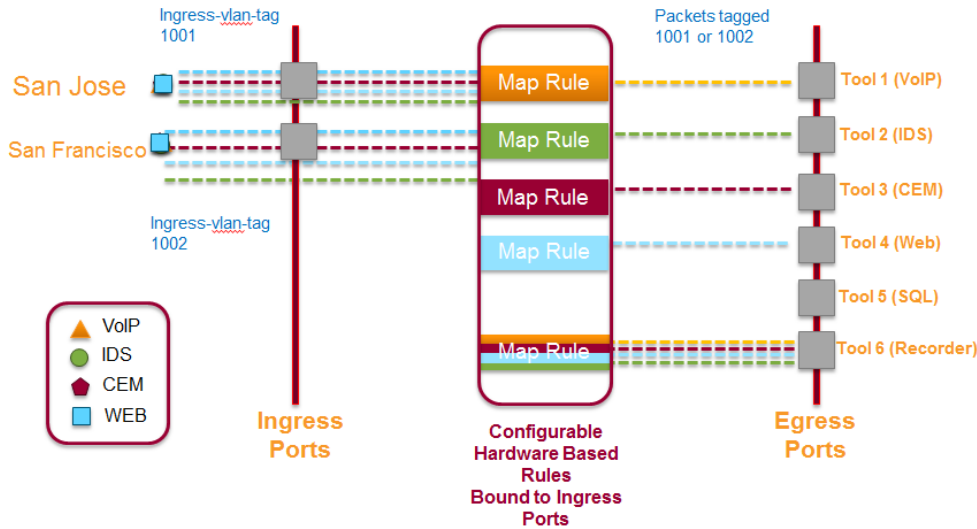 Ingress-vlan-tag
1001
Packets tagged
1001 or 1002
San Jose
Map Rule
Tool 1 (VoIP)
San Francisco
Map Rule
Tool 2 (IDS)
Map Rule
Tool 3 (CEM)
Ingress-vlan-tag
1002
Map Rule
Tool 4 (Web)
Tool 5 (SQL)
Map Rule
Tool 6 (Recorder)
VoIP
IDS
CEM
WEB
Ingress
Ports
Configurable
Hardware Based
Rules
Bound to Ingress
Ports
Egress
Ports